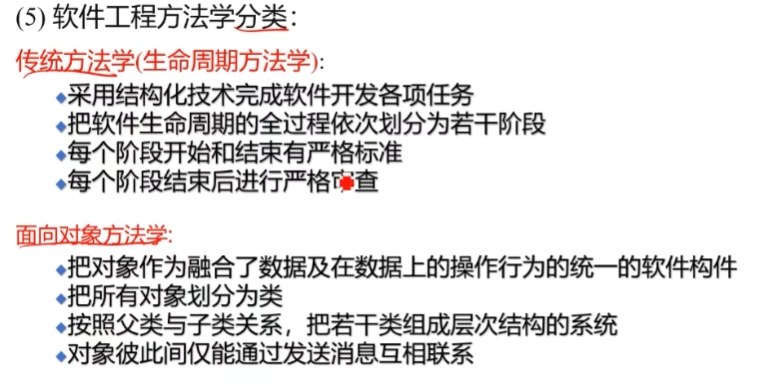 (5) 软件工程方法学分类：
传统方法学(生命周期方法学):
◆采用结构化技术完成软件开发各项任务
◆把软件生命周期的全过程依次划分为若干阶段
◆每个阶段开始和结束有严格标准
◆每个阶段结束后进行严格审查
面向对象方法学:
◆把对象作为融合了数据及在数据上的操作行为的统一的软件构件
◆把所有对象划分为类
◆按照父类与子类关系，把若干类组成层次结构的系统
◆对象彼此间仅能通过发送消息互相联系